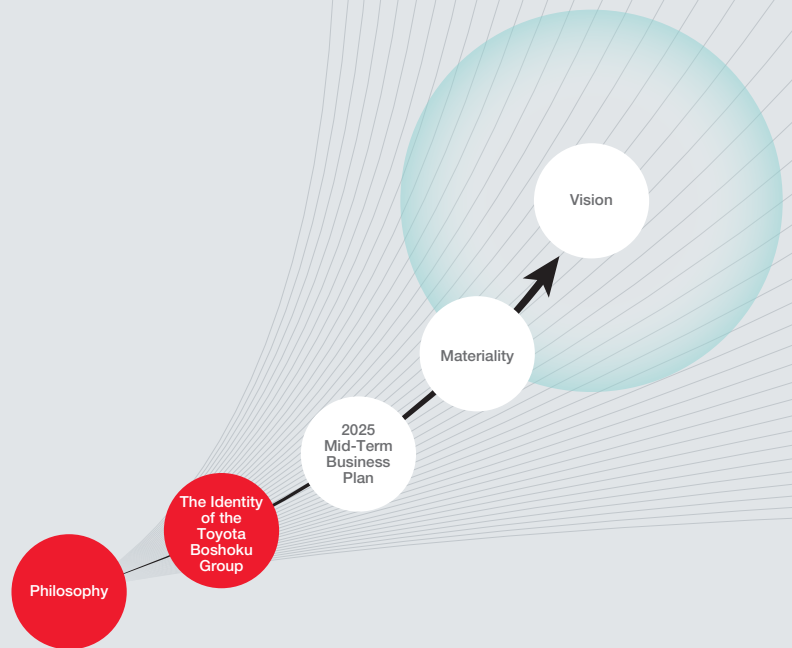 Vision
Materiality
2025
Mid-Term
Business
Plan
The Identity
of the
Toyota
Boshoku
Group
Philosophy